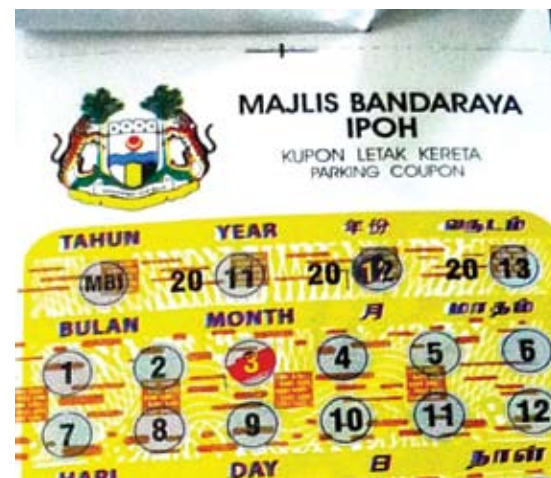 MAJLIS BANDARAYA
IPOH
KUPON LETAK KERETA
PARKING COUPON
TAHUN YEAR 年份 வருடம்
MBI 20 11 20 12 20 13
BULAN MONTH 月 மாதம்
1 2 3 4 5 6
7 8 9 10 11 12
HARI DAY 日 நாள்